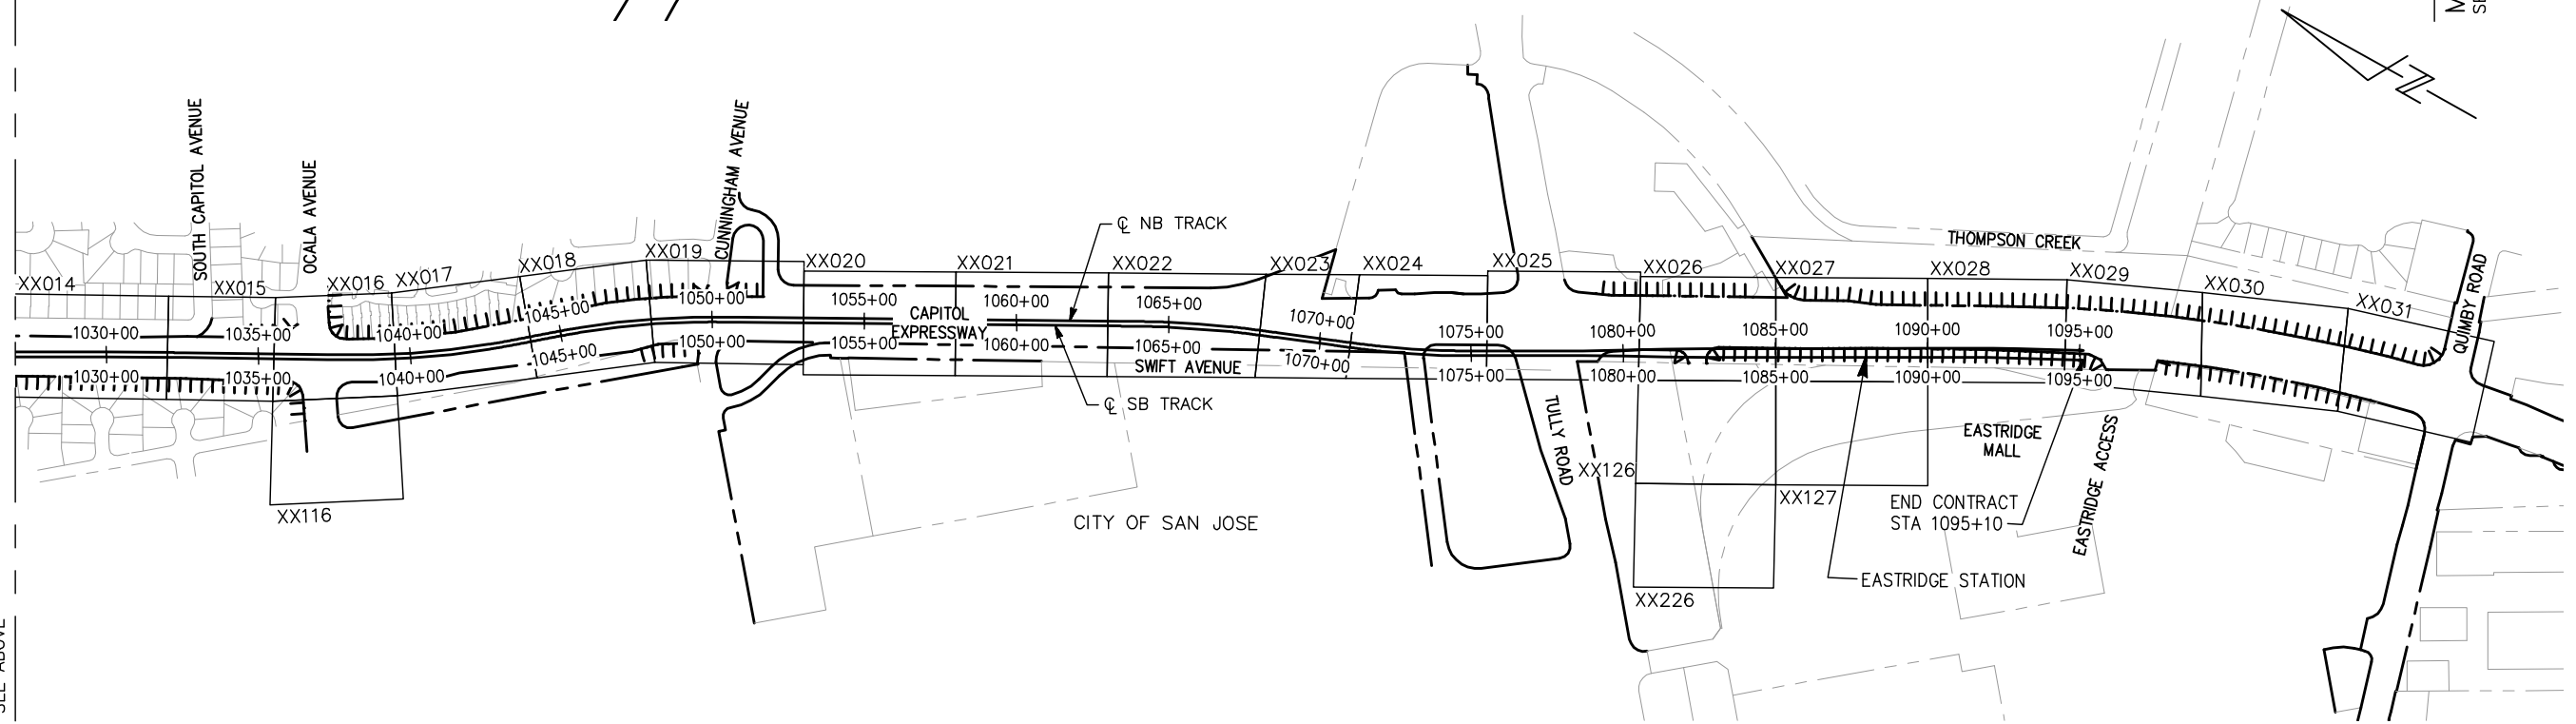 SOUTH CAPITOL AVENUE
OCALA AVENUE
CUNNINGHAM AVENUE
℄ NB TRACK
THOMPSON CREEK
QUIMBY ROAD
XX014
XX015
XX016
XX017
XX018
XX019
XX020
XX021
XX022
XX023
XX024
XX025
XX026
XX027
XX028
XX029
XX030
XX031
1030+00
1035+00
1040+00
1045+00
1050+00
1055+00
1060+00
1065+00
1070+00
1075+00
1080+00
1085+00
1090+00
1095+00
CAPITOL
EXPRESSWAY
1030+00
1035+00
1040+00
1045+00
1050+00
1055+00
1060+00
1065+00
1070+00
1075+00
1080+00
1085+00
1090+00
1095+00
SWIFT AVENUE
℄ SB TRACK
TULLY ROAD
EASTRIDGE
MALL
EASTRIDGE ACCESS
XX116
XX126
XX127
XX226
CITY OF SAN JOSE
END CONTRACT
STA 1095+10
EASTRIDGE STATION
SEE ABOVE